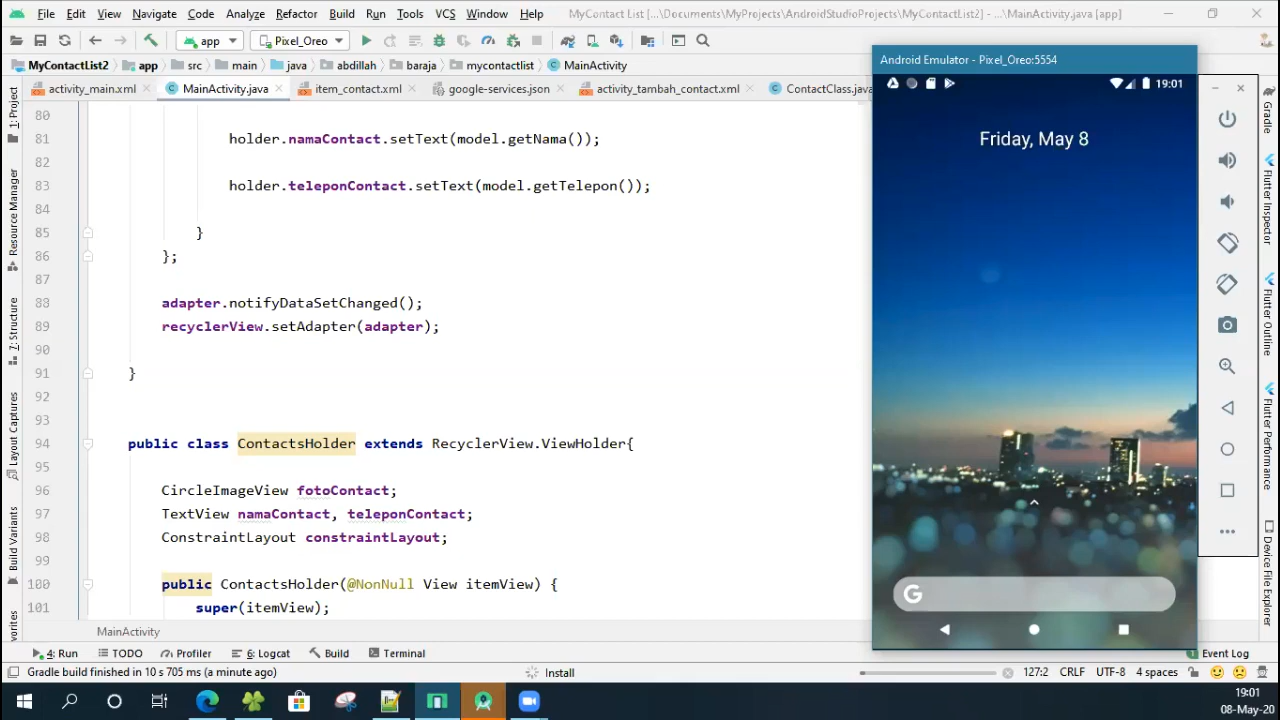 File Edit View Navigate Code Analyze Refactor Build Run Tools VCS Window Help MyContact List [...\Documents\MyProjects\AndroidStudioProjects\MyContactList2] - ...\MainActivity.java [app]
app Pixel_Oreo
MyContactList2 app src main java abdillah baraja mycontactlist MainActivity
activity_main.xml MainActivity.java item_contact.xml google-services.json activity_tambah_contact.xml ContactClass.java
1: Project
Resource Manager
7: Structure
Layout Captures
Build Variants
80
81 holder.namaContact.setText(model.getNama());
82
83 holder.teleponContact.setText(model.getTelepon());
84
85 }
86 };
87
88 adapter.notifyDataSetChanged();
89 recyclerView.setAdapter(adapter);
90
91 }
92
93
94 public class ContactsHolder extends RecyclerView.ViewHolder{
95
96 CircleImageView fotoContact;
97 TextView namaContact, teleponContact;
98 ConstraintLayout constraintLayout;
99
100 public ContactsHolder(@NonNull View itemView) {
101 super(itemView);
MainActivity
Android Emulator - Pixel_Oreo:5554
19:01
Friday, May 8
G
Gradle
Flutter Inspector
Flutter Outline
Flutter Performance
Device File Explorer
4: Run TODO Profiler 6: Logcat Build Terminal Event Log
Gradle build finished in 10 s 705 ms (a minute ago) Install 127:2 CRLF UTF-8 4 spaces
19:01
08-May-20